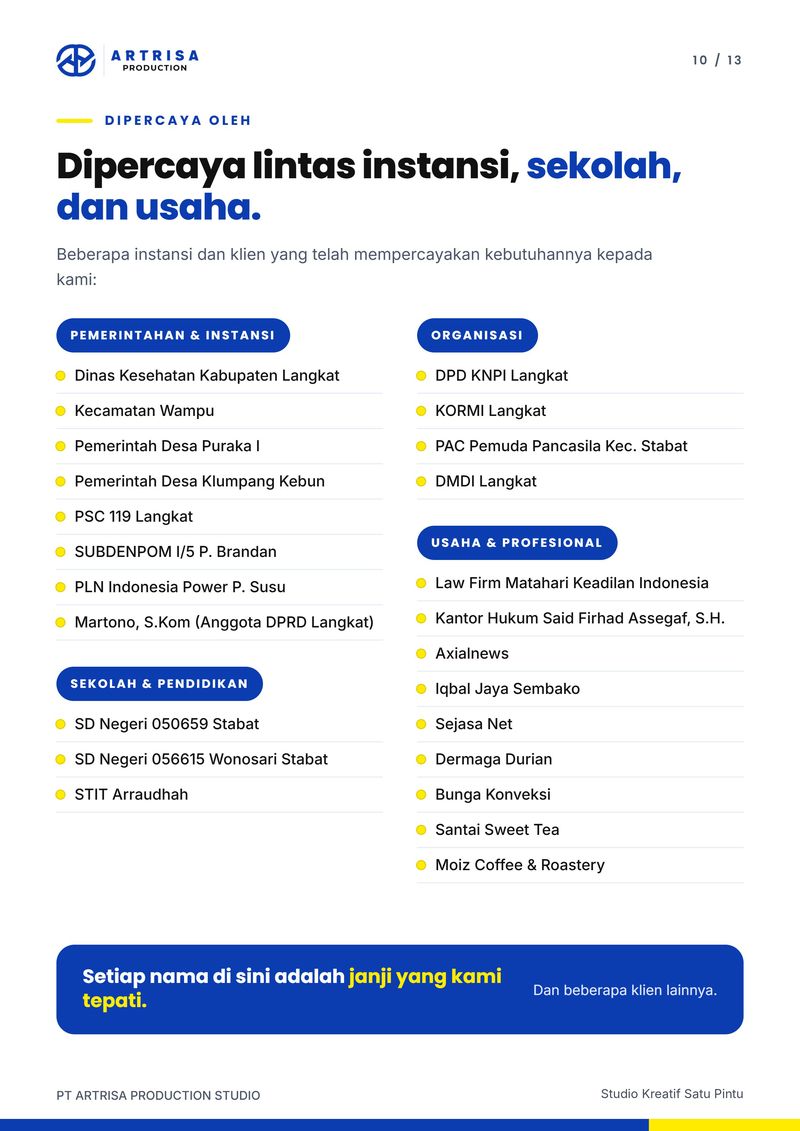 ARTRISA
PRODUCTION
10 / 13
DIPERCAYA OLEH
Dipercaya lintas instansi, sekolah,
dan usaha.
Beberapa instansi dan klien yang telah mempercayakan kebutuhannya kepada
kami:
PEMERINTAHAN & INSTANSI
Dinas Kesehatan Kabupaten Langkat
Kecamatan Wampu
Pemerintah Desa Puraka I
Pemerintah Desa Klumpang Kebun
PSC 119 Langkat
SUBDENPOM I/5 P. Brandan
PLN Indonesia Power P. Susu
Martono, S.Kom (Anggota DPRD Langkat)
SEKOLAH & PENDIDIKAN
SD Negeri 050659 Stabat
SD Negeri 056615 Wonosari Stabat
STIT Arraudhah
ORGANISASI
DPD KNPI Langkat
KORMI Langkat
PAC Pemuda Pancasila Kec. Stabat
DMDI Langkat
USAHA & PROFESIONAL
Law Firm Matahari Keadilan Indonesia
Kantor Hukum Said Firhad Assegaf, S.H.
Axialnews
Iqbal Jaya Sembako
Sejasa Net
Dermaga Durian
Bunga Konveksi
Santai Sweet Tea
Moiz Coffee & Roastery
Setiap nama di sini adalah janji yang kami
tepati.
Dan beberapa klien lainnya.
PT ARTRISA PRODUCTION STUDIO
Studio Kreatif Satu Pintu